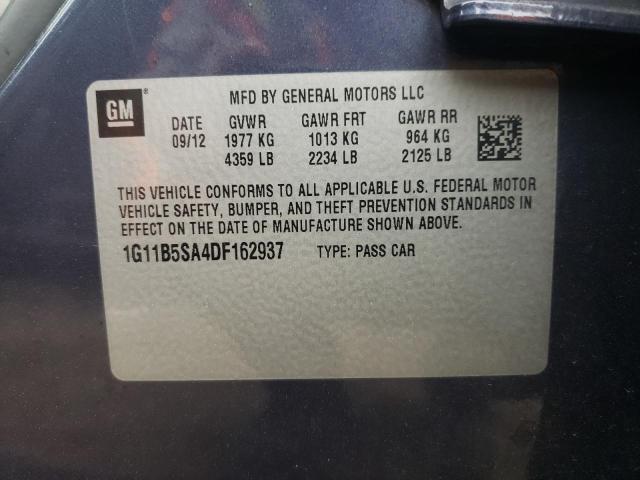 GM
MFD BY GENERAL MOTORS LLC
DATE GVWR GAWR FRT GAWR RR
09/12 1977 KG 1013 KG 964 KG
4359 LB 2234 LB 2125 LB
THIS VEHICLE CONFORMS TO ALL APPLICABLE U.S. FEDERAL MOTOR
VEHICLE SAFETY, BUMPER, AND THEFT PREVENTION STANDARDS IN
EFFECT ON THE DATE OF MANUFACTURE SHOWN ABOVE.
1G11B5SA4DF162937 TYPE: PASS CAR